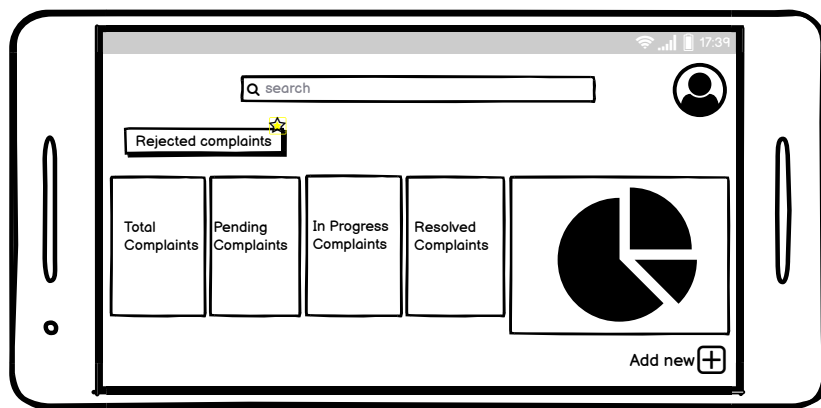 17:39
search
Rejected complaints
Total
Complaints
Pending
Complaints
In Progress
Complaints
Resolved
Complaints
Add new